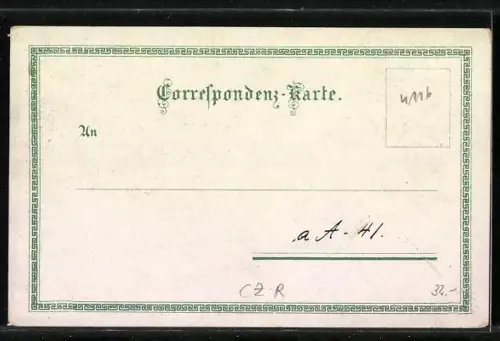 Correspondenz-Karte.
An
a A - 41.
CZ-R
32.-